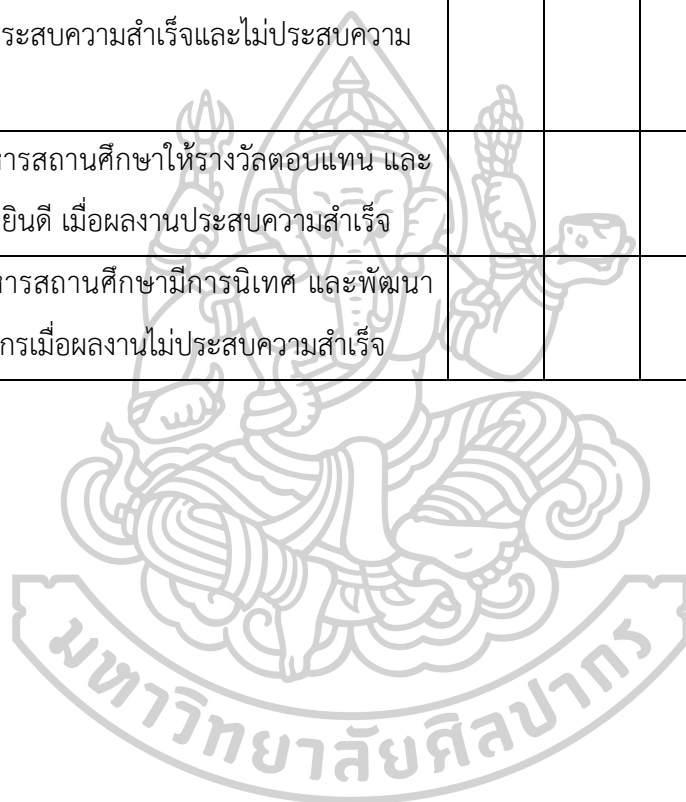 ระสบความสำเร็จและไม่ประสบความ
หารสถานศึกษาให้รางวัลตอบแทน และ
ยินดี เมื่อผลงานประสบความสำเร็จ
หารสถานศึกษามีการนิเทศ และพัฒนา
กรเมื่อผลงานไม่ประสบความสำเร็จ
มหาวิทยาลัยศิลปากร